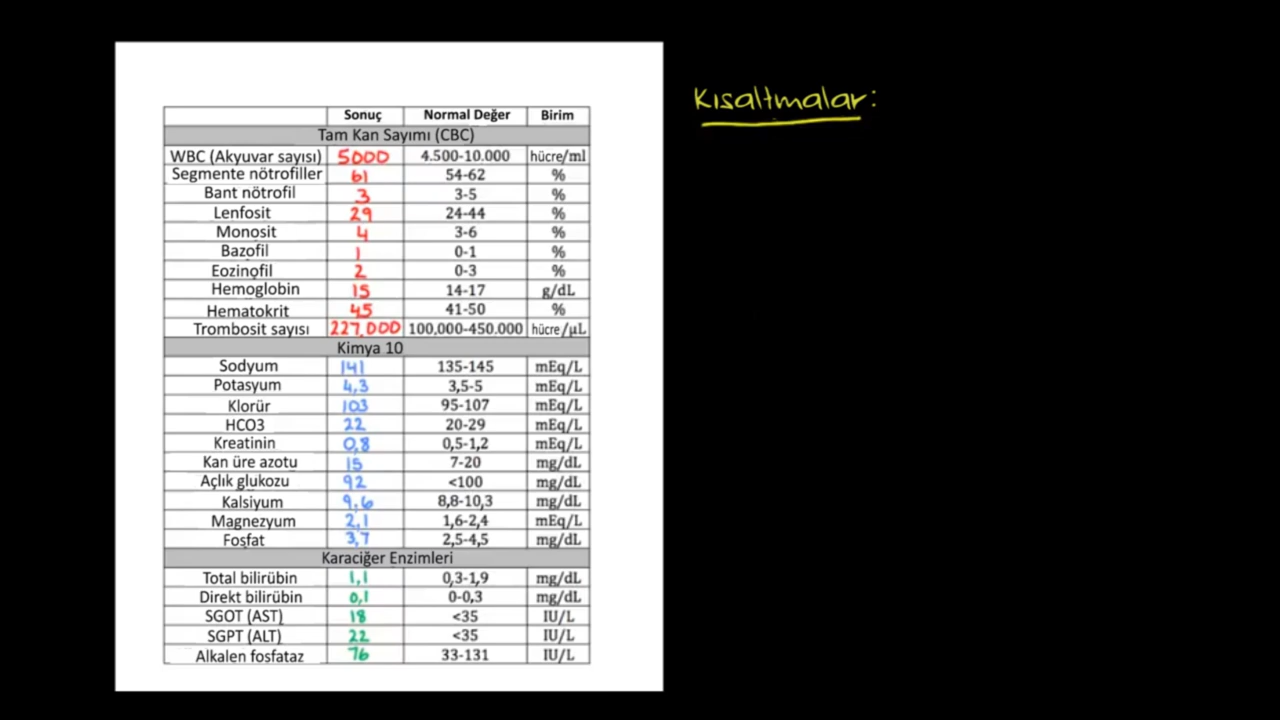 Kısaltmalar:
Sonuç Normal Değer Birim
Tam Kan Sayımı (CBC)
WBC (Akyuvar sayısı) 5000 4.500-10.000 hücre/ml
Segmente nötrofiller 61 54-62 %
Bant nötrofil 3 3-5 %
Lenfosit 29 24-44 %
Monosit 4 3-6 %
Bazofil 1 0-1 %
Eozinofil 2 0-3 %
Hemoglobin 15 14-17 g/dL
Hematokrit 45 41-50 %
Trombosit sayısı 227,000 100,000-450.000 hücre/μL
Kimya 10
Sodyum 141 135-145 mEq/L
Potasyum 4,3 3,5-5 mEq/L
Klorür 103 95-107 mEq/L
HCO3 22 20-29 mEq/L
Kreatinin 0,8 0,5-1,2 mEq/L
Kan üre azotu 15 7-20 mg/dL
Açlık glukozu 92 <100 mg/dL
Kalsiyum 9,6 8,8-10,3 mg/dL
Magnezyum 2,1 1,6-2,4 mEq/L
Fosfat 3,7 2,5-4,5 mg/dL
Karaciğer Enzimleri
Total bilirübin 1,1 0,3-1,9 mg/dL
Direkt bilirübin 0,1 0-0,3 mg/dL
SGOT (AST) 18 <35 IU/L
SGPT (ALT) 22 <35 IU/L
Alkalen fosfataz 76 33-131 IU/L